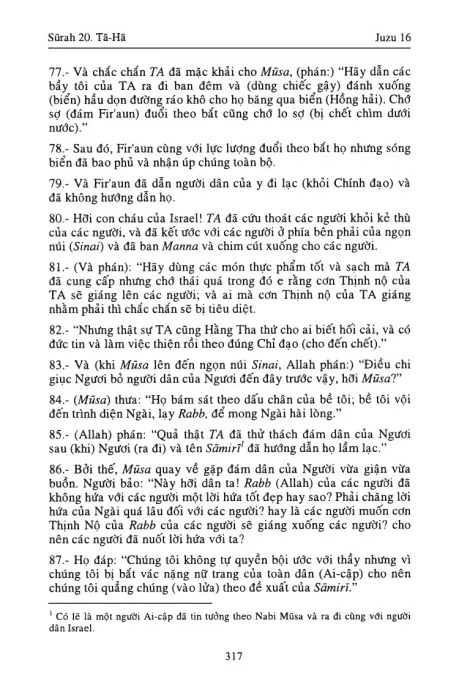 Sūrah 20. Tā-Hā Juzu 16
77.- Và chắc chắn TA đã mặc khải cho Mūsa, (phán:) “Hãy dẫn các
bầy tôi của TA ra đi ban đêm và (dùng chiếc gậy) đánh xuống
(biển) hầu dọn đường ráo khô cho họ băng qua biển (Hồng hải). Chớ
sợ (đám Fir'aun) đuổi theo bắt cũng chớ lo sợ (bị chết chìm dưới
nước).”
78.- Sau đó, Fir'aun cùng với lực lượng đuổi theo bắt họ nhưng sóng
biển đã bao phủ và nhận úp chúng toàn bộ.
79.- Và Fir'aun đã dẫn người dân của y đi lạc (khỏi Chính đạo) và
đã không hướng dẫn họ.
80.- Hỡi con cháu của Israel! TA đã cứu thoát các người khỏi kẻ thù
của các người, và đã kết ước với các người ở phía bên phải của ngọn
núi (Sinai) và đã ban Manna và chim cút xuống cho các người.
81.- (Và phán): “Hãy dùng các món thực phẩm tốt và sạch mà TA
đã cung cấp nhưng chớ thái quá trong đó e rằng cơn Thịnh nộ của
TA sẽ giáng lên các người; và ai mà cơn Thịnh nộ của TA giáng
nhằm phải thì chắc chắn sẽ bị tiêu diệt.
82.- “Nhưng thật sự TA cũng Hằng Tha thứ cho ai biết hối cải, và có
đức tin và làm việc thiện rồi theo đúng Chỉ đạo (cho đến chết).”
83.- Và (khi Mūsa lên đến ngọn núi Sinai, Allah phán:) “Điều chi
giục Ngươi bỏ người dân của Ngươi đến đây trước vậy, hỡi Mūsa?”
84.- (Mūsa) thưa: “Họ bám sát theo dấu chân của bề tôi; bề tôi vội
đến trình diện Ngài, lạy Rabb, để mong Ngài hài lòng.”
85.- (Allah) phán: “Quả thật TA đã thử thách đám dân của Ngươi
sau (khi) Ngươi (ra đi) và tên Sāmirī¹ đã hướng dẫn họ lầm lạc.”
86.- Bởi thế, Mūsa quay về gặp đám dân của Người vừa giận vừa
buồn. Người bảo: “Này hỡi dân ta! Rabb (Allah) của các người đã
không hứa với các người một lời hứa tốt đẹp hay sao? Phải chăng lời
hứa của Ngài quá lâu đối với các người? hay là các người muốn cơn
Thịnh Nộ của Rabb của các người sẽ giáng xuống các người? cho
nên các người đã nuốt lời hứa với ta?
87.- Họ đáp: “Chúng tôi không tự quyền bội ước với thầy nhưng vì
chúng tôi bị bắt vác nặng nữ trang của toàn dân (Ai-cập) cho nên
chúng tôi quẳng chúng (vào lửa) theo đề xuất của Sāmirī.”
¹ Có lẽ là một người Ai-cập đã tin tưởng theo Nabi Mūsa và ra đi cùng với người
dân Israel.
317